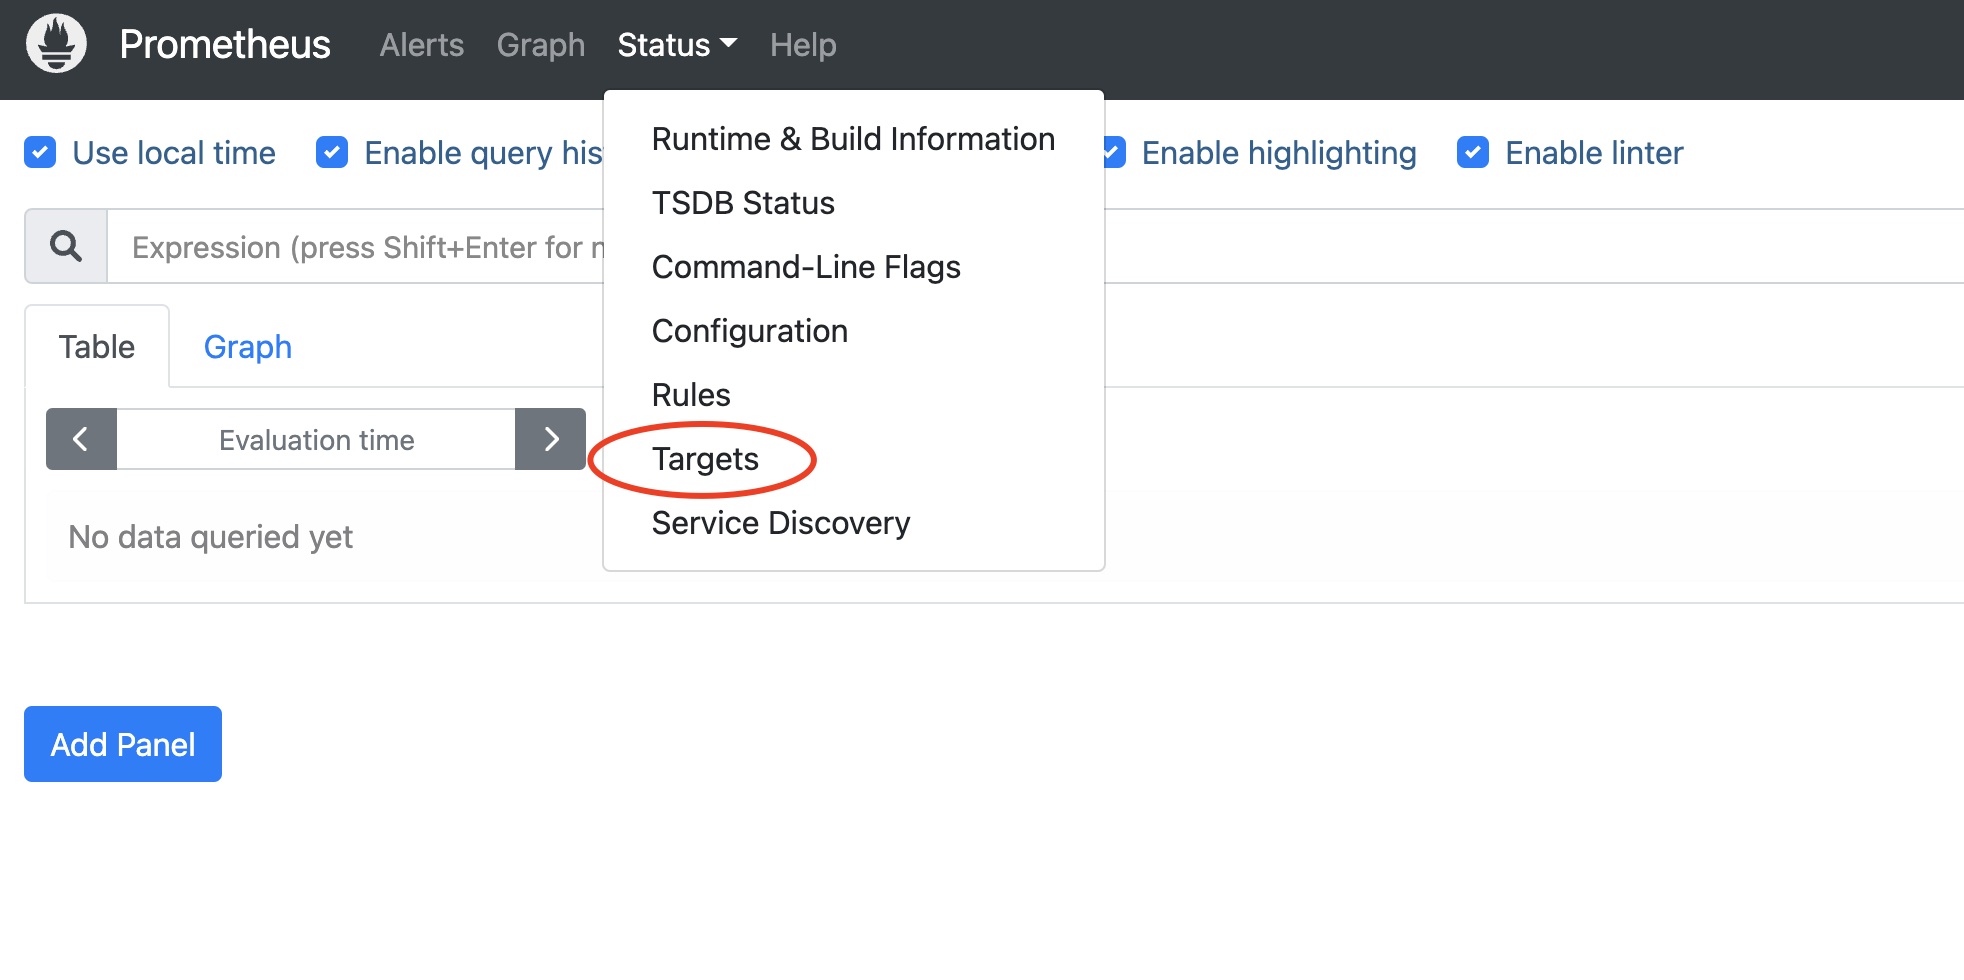 Prometheus Alerts Graph Status Help
Use local time Enable query his Enable highlighting Enable linter
Expression (press Shift+Enter for n
Runtime & Build Information
TSDB Status
Command-Line Flags
Configuration
Rules
Targets
Service Discovery
Table Graph
Evaluation time
No data queried yet
Add Panel